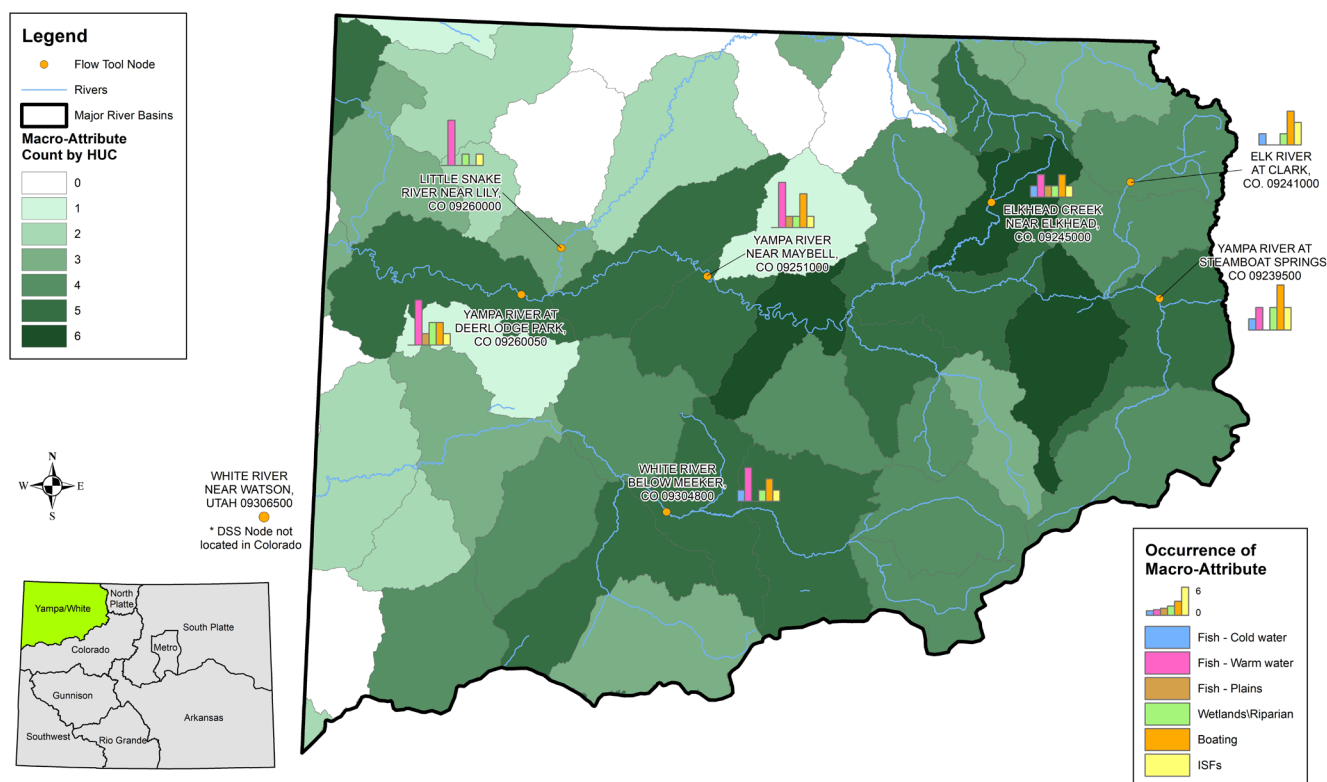 Legend
Flow Tool Node
Rivers
Major River Basins
Macro-Attribute
Count by HUC
0
1
2
3
4
5
6
LITTLE SNAKE
RIVER NEAR LILY,
CO 09260000
YAMPA RIVER
NEAR MAYBELL,
CO 09251000
ELKHEAD CREEK
NEAR ELKHEAD,
CO. 09245000
ELK RIVER
AT CLARK,
CO. 09241000
YAMPA RIVER AT
STEAMBOAT SPRINGS
CO 09239500
YAMPA RIVER AT
DEERLODGE PARK,
CO 09260050
WHITE RIVER
BELOW MEEKER,
CO 09304800
N
W
E
S
WHITE RIVER
NEAR WATSON,
UTAH 09306500
* DSS Node not
located in Colorado
Yampa/White
North
Platte
South Platte
Colorado
Metro
Gunnison
Arkansas
Southwest
Rio Grande
Occurrence of
Macro-Attribute
6
0
Fish - Cold water
Fish - Warm water
Fish - Plains
Wetlands\Riparian
Boating
ISFs